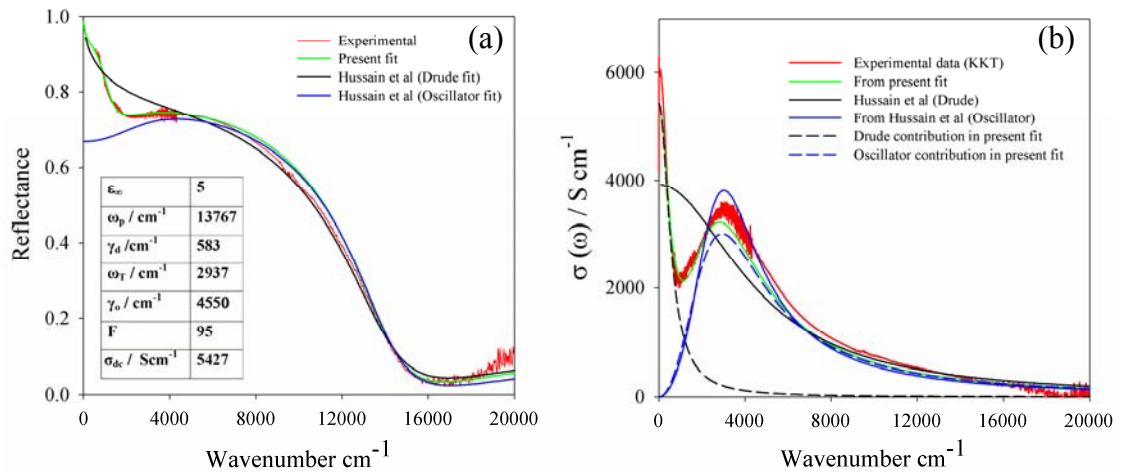 (a)
Experimental
Present fit
Hussain et al (Drude fit)
Hussain et al (Oscillator fit)
Reflectance
1.0
0.8
0.6
0.4
0.2
0.0
ε∞ 5
ωp / cm-1 13767
γd /cm-1 583
ωT / cm-1 2937
γo / cm-1 4550
F 95
σdc / Scm-1 5427
0 4000 8000 12000 16000 20000
Wavenumber cm-1
(b)
Experimental data (KKT)
From present fit
Hussain et al (Drude)
From Hussain et al (Oscillator)
Drude contribution in present fit
Oscillator contribution in present fit
σ (ω) / S cm-1
6000
4000
2000
0
0 4000 8000 12000 16000 20000
Wavenumber cm-1